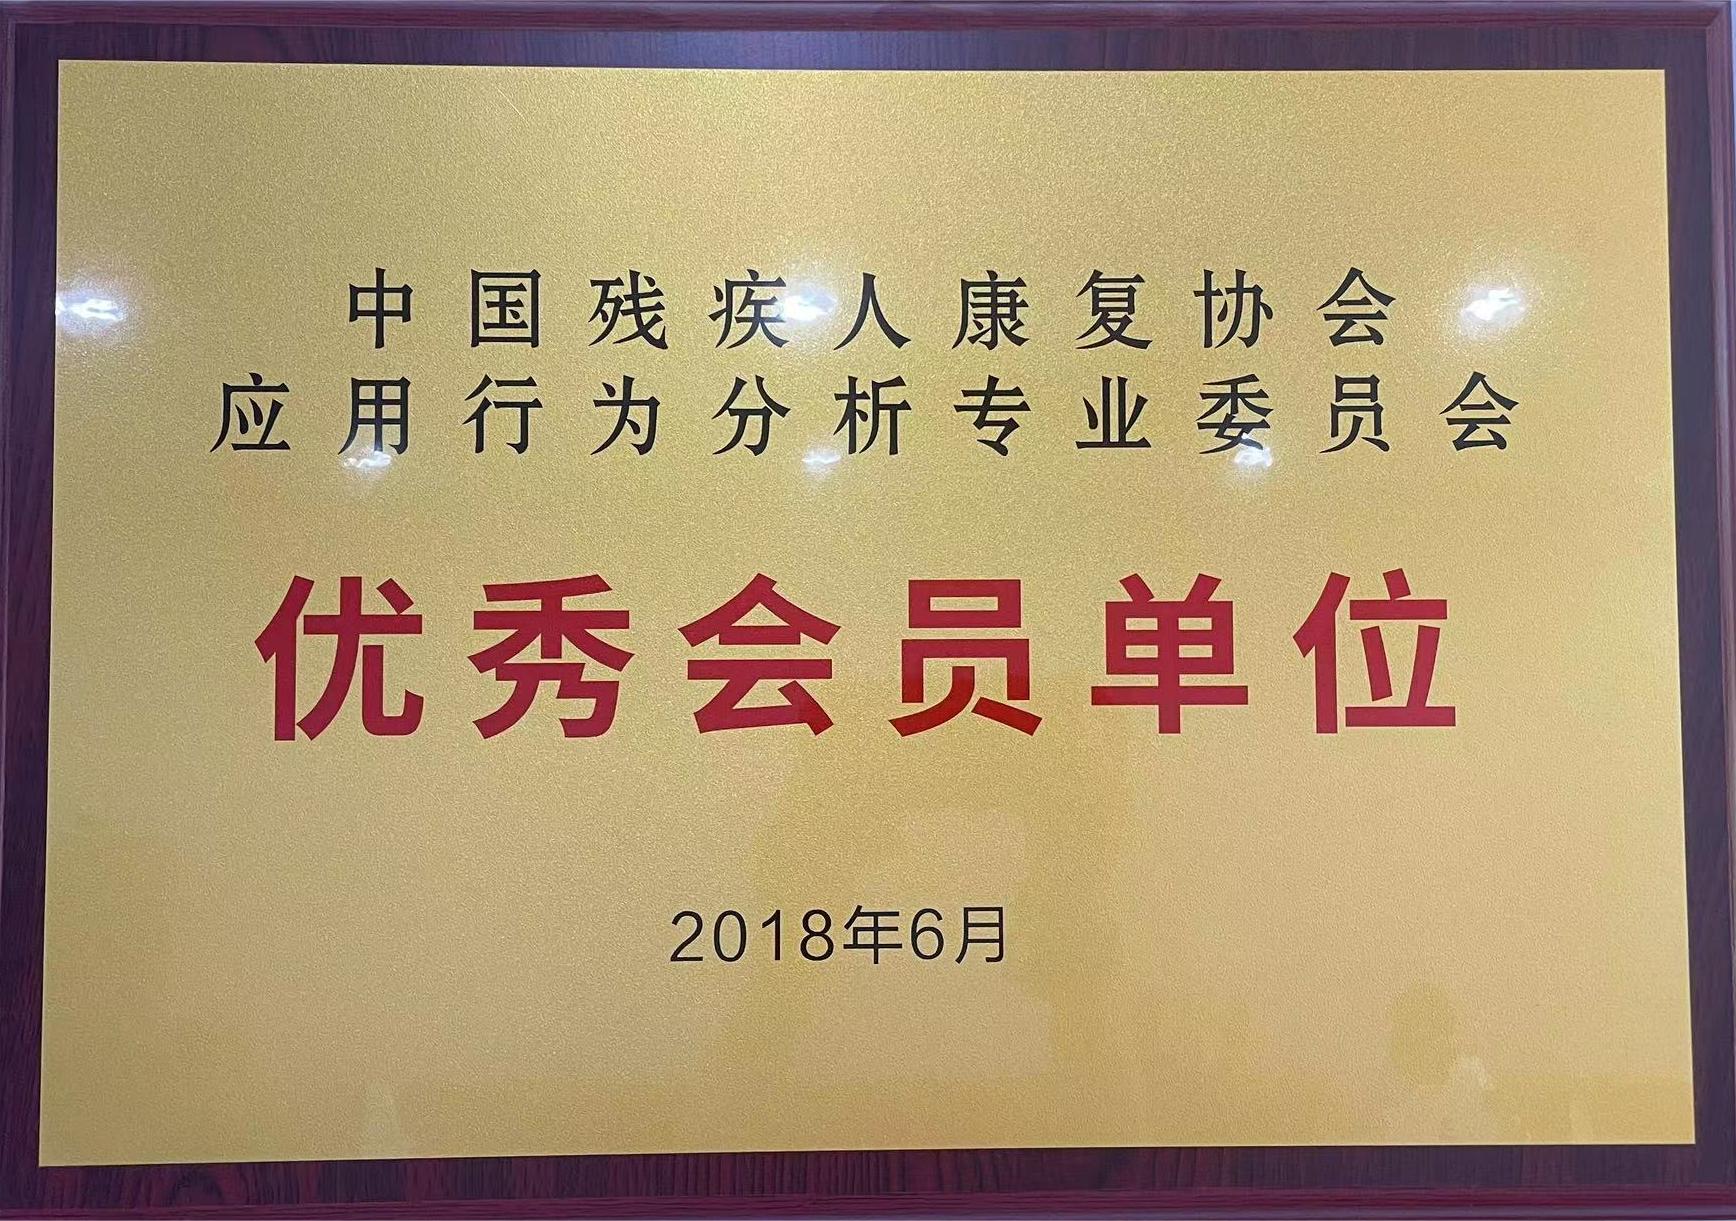 中国残疾人康复协会
应用行为分析专业委员会
优秀会员单位
2018年6月